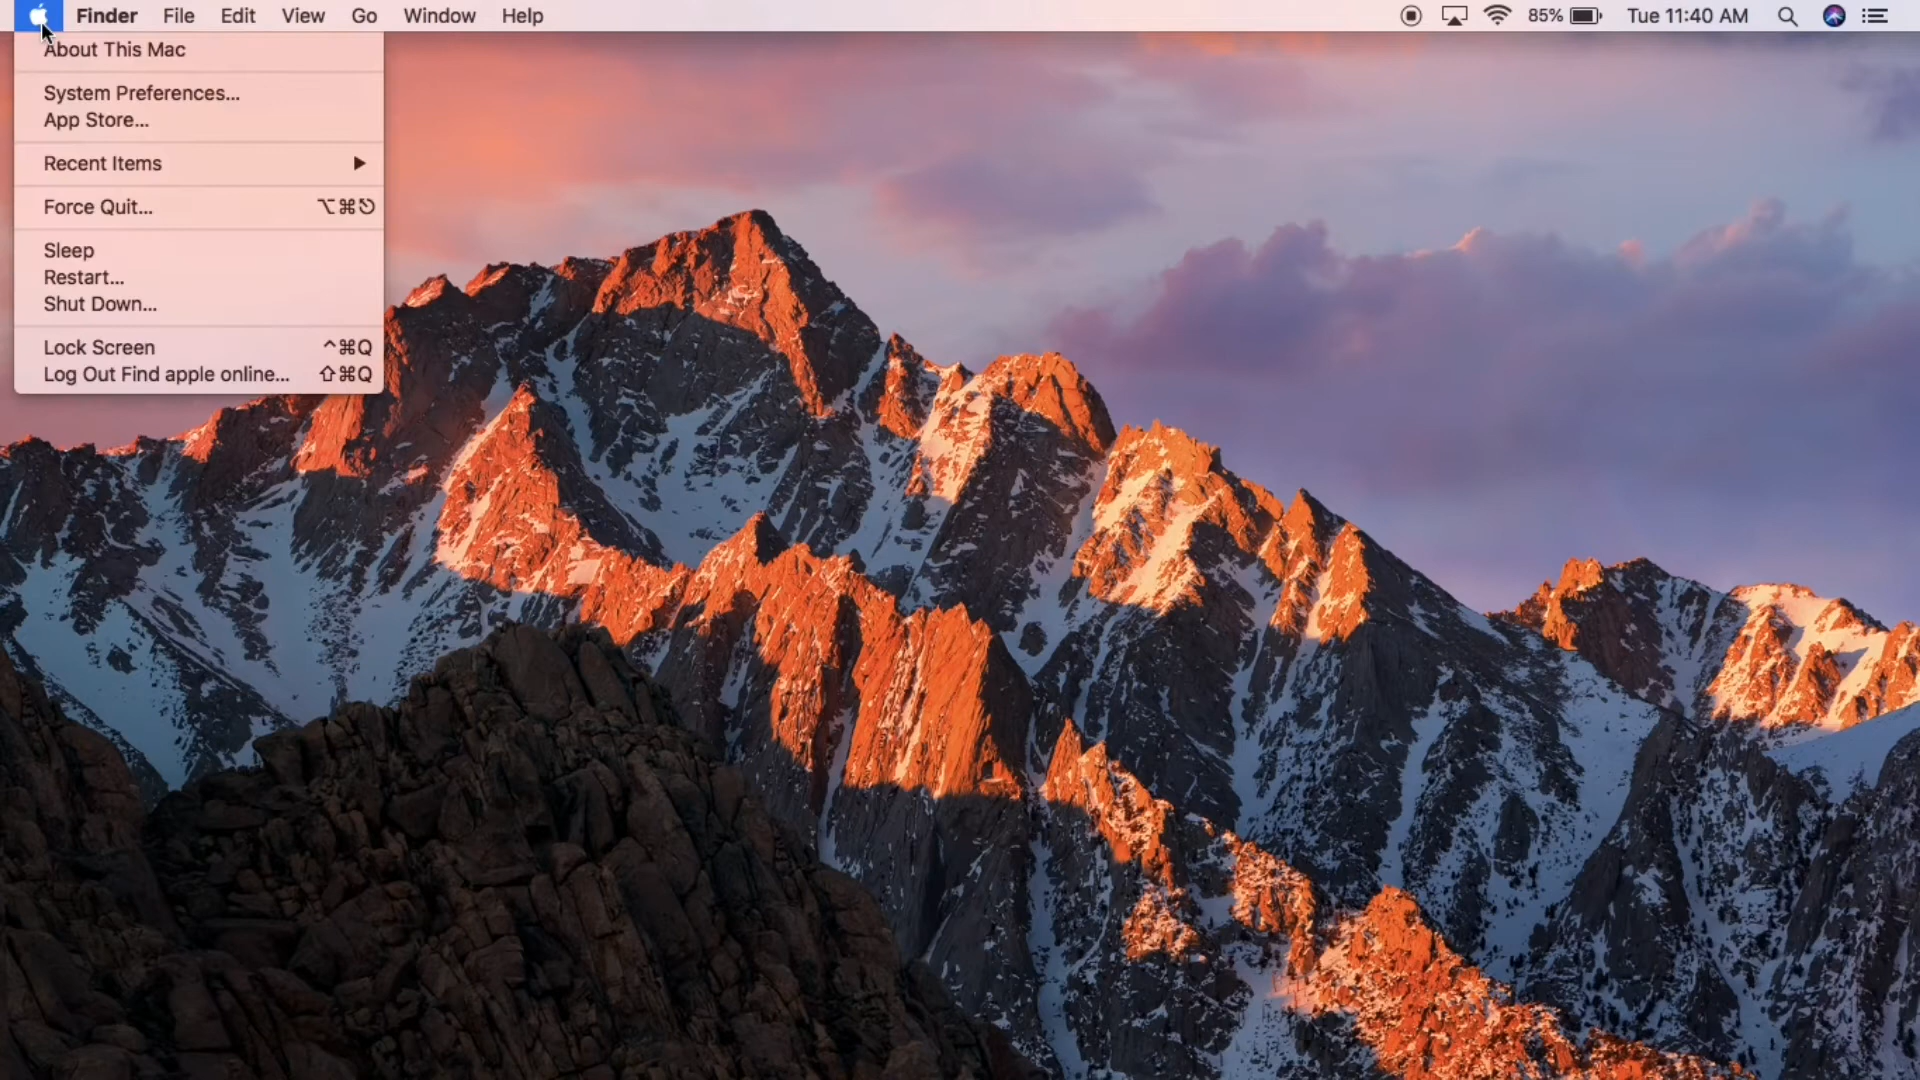 Finder File Edit View Go Window Help 85% Tue 11:40 AM
About This Mac
System Preferences...
App Store...
Recent Items
Force Quit... ⌥⌘⎋
Sleep
Restart...
Shut Down...
Lock Screen ^⌘Q
Log Out Find apple online... ⇧⌘Q